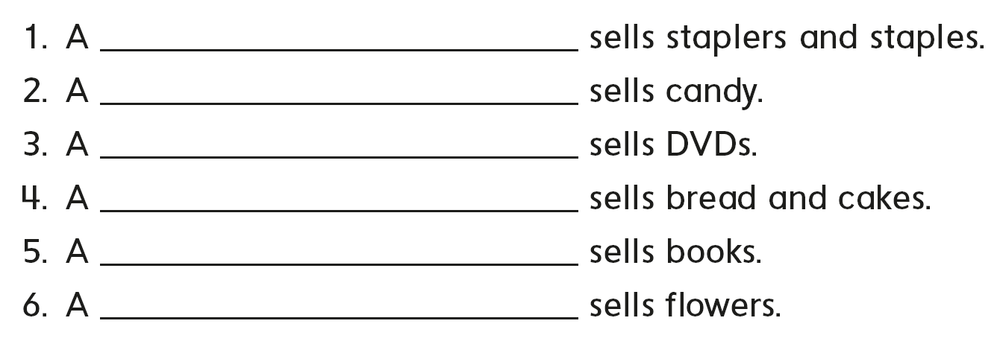 1. A ______________________ sells staplers and staples.
2. A ______________________ sells candy.
3. A ______________________ sells DVDs.
4. A ______________________ sells bread and cakes.
5. A ______________________ sells books.
6. A ______________________ sells flowers.